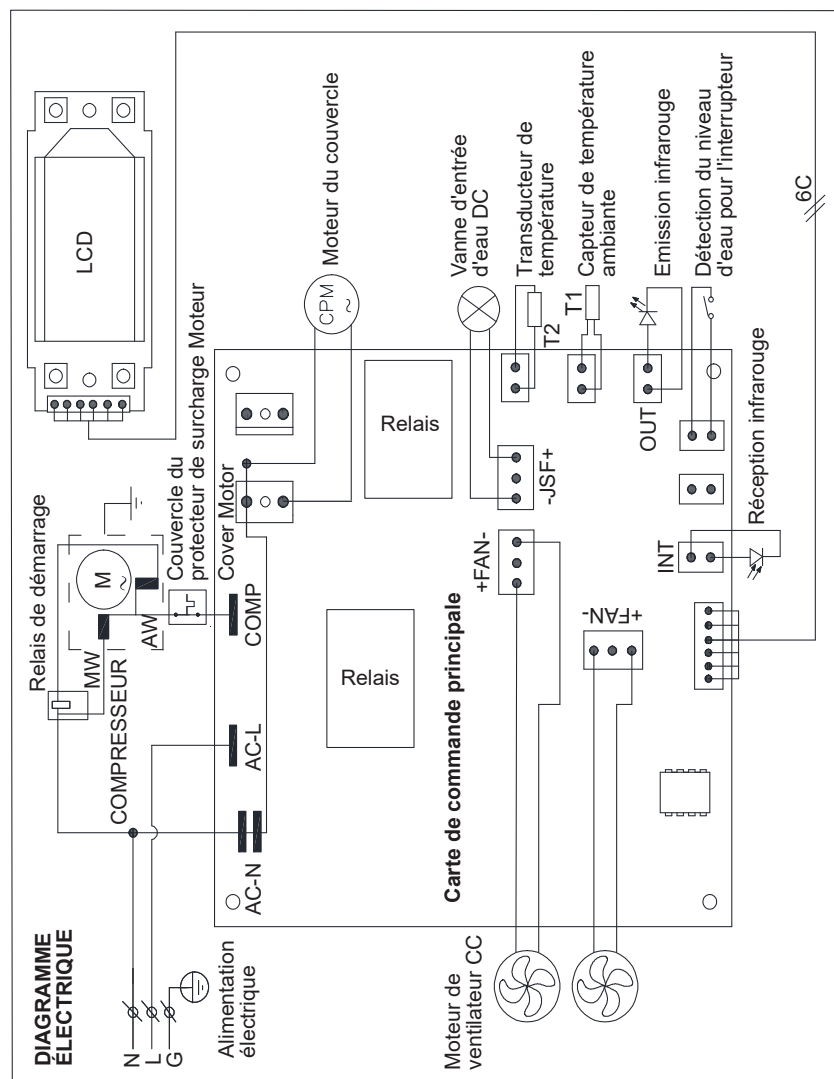 DIAGRAMME
ÉLECTRIQUE
N
L
G
Alimentation
électrique
Relais de démarrage
MW
COMPRESSEUR
M
~
AW
Couvercle du
protecteur de surcharge Moteur
LCD
AC-N
AC-L
COMP
Cover Motor
CPM
~
Moteur du couvercle
Relais
Relais
Carte de commande principale
Moteur de
ventilateur CC
+FAN-
+FAN-
-JSF+
Vanne d'entrée
d'eau DC
T2
Transducteur de
température
T1
Capteur de température
ambiante
OUT
Emission infrarouge
Détection du niveau
d'eau pour l'interrupteur
INT
Réception infrarouge
6C